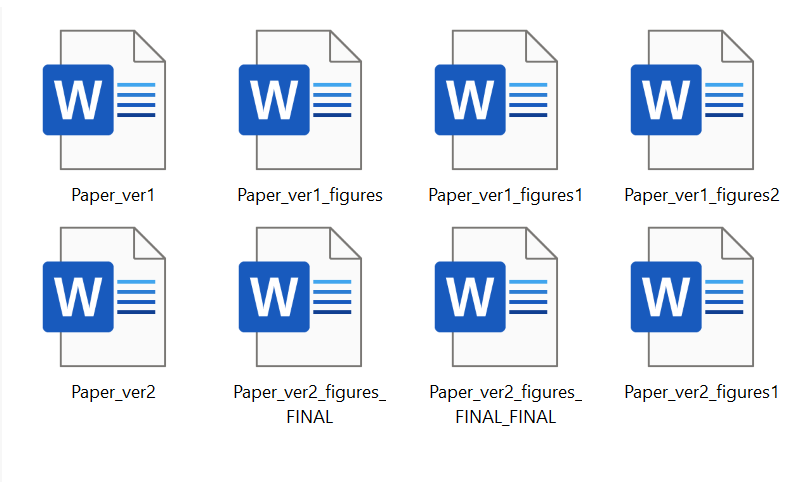 W W W W
Paper_ver1 Paper_ver1_figures Paper_ver1_figures1 Paper_ver1_figures2
W W W W
Paper_ver2 Paper_ver2_figures_ Paper_ver2_figures_ Paper_ver2_figures1
FINAL FINAL_FINAL